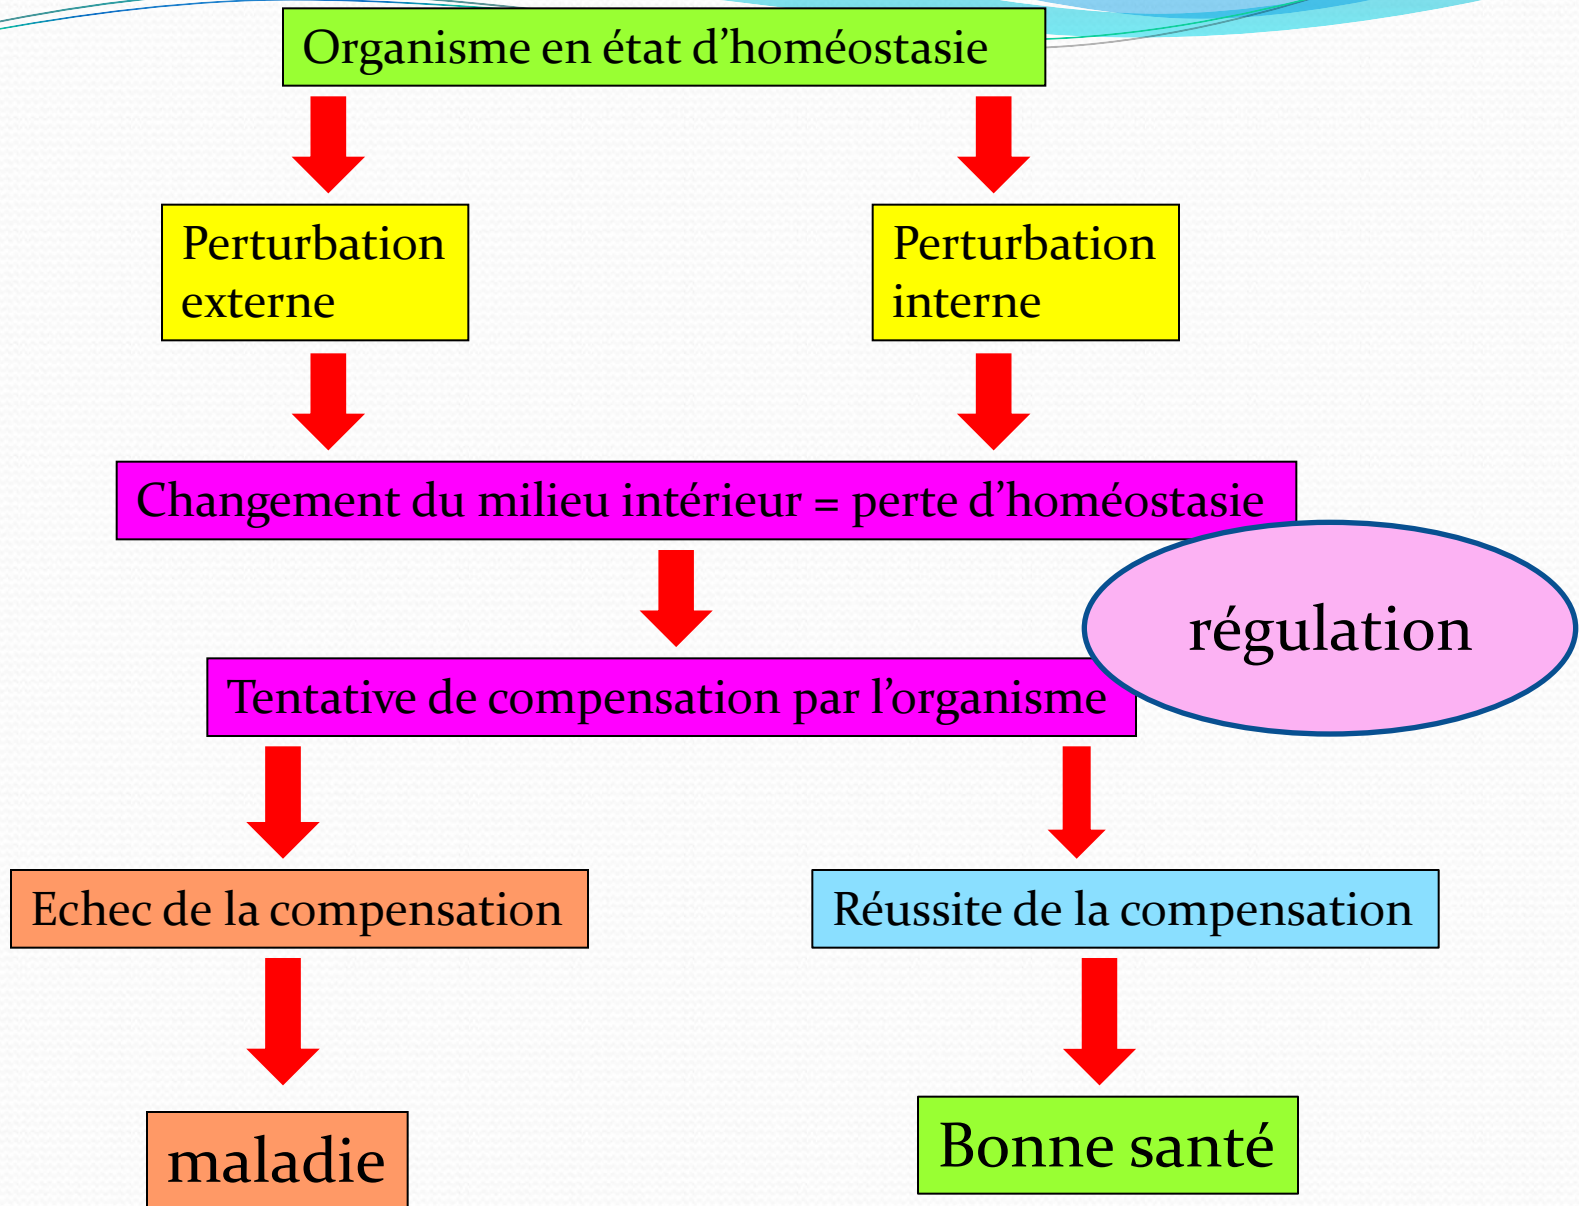 Organisme en état d’homéostasie
Perturbation
externe
Perturbation
interne
Changement du milieu intérieur = perte d’homéostasie
régulation
Tentative de compensation par l’organisme
Echec de la compensation
Réussite de la compensation
maladie
Bonne santé